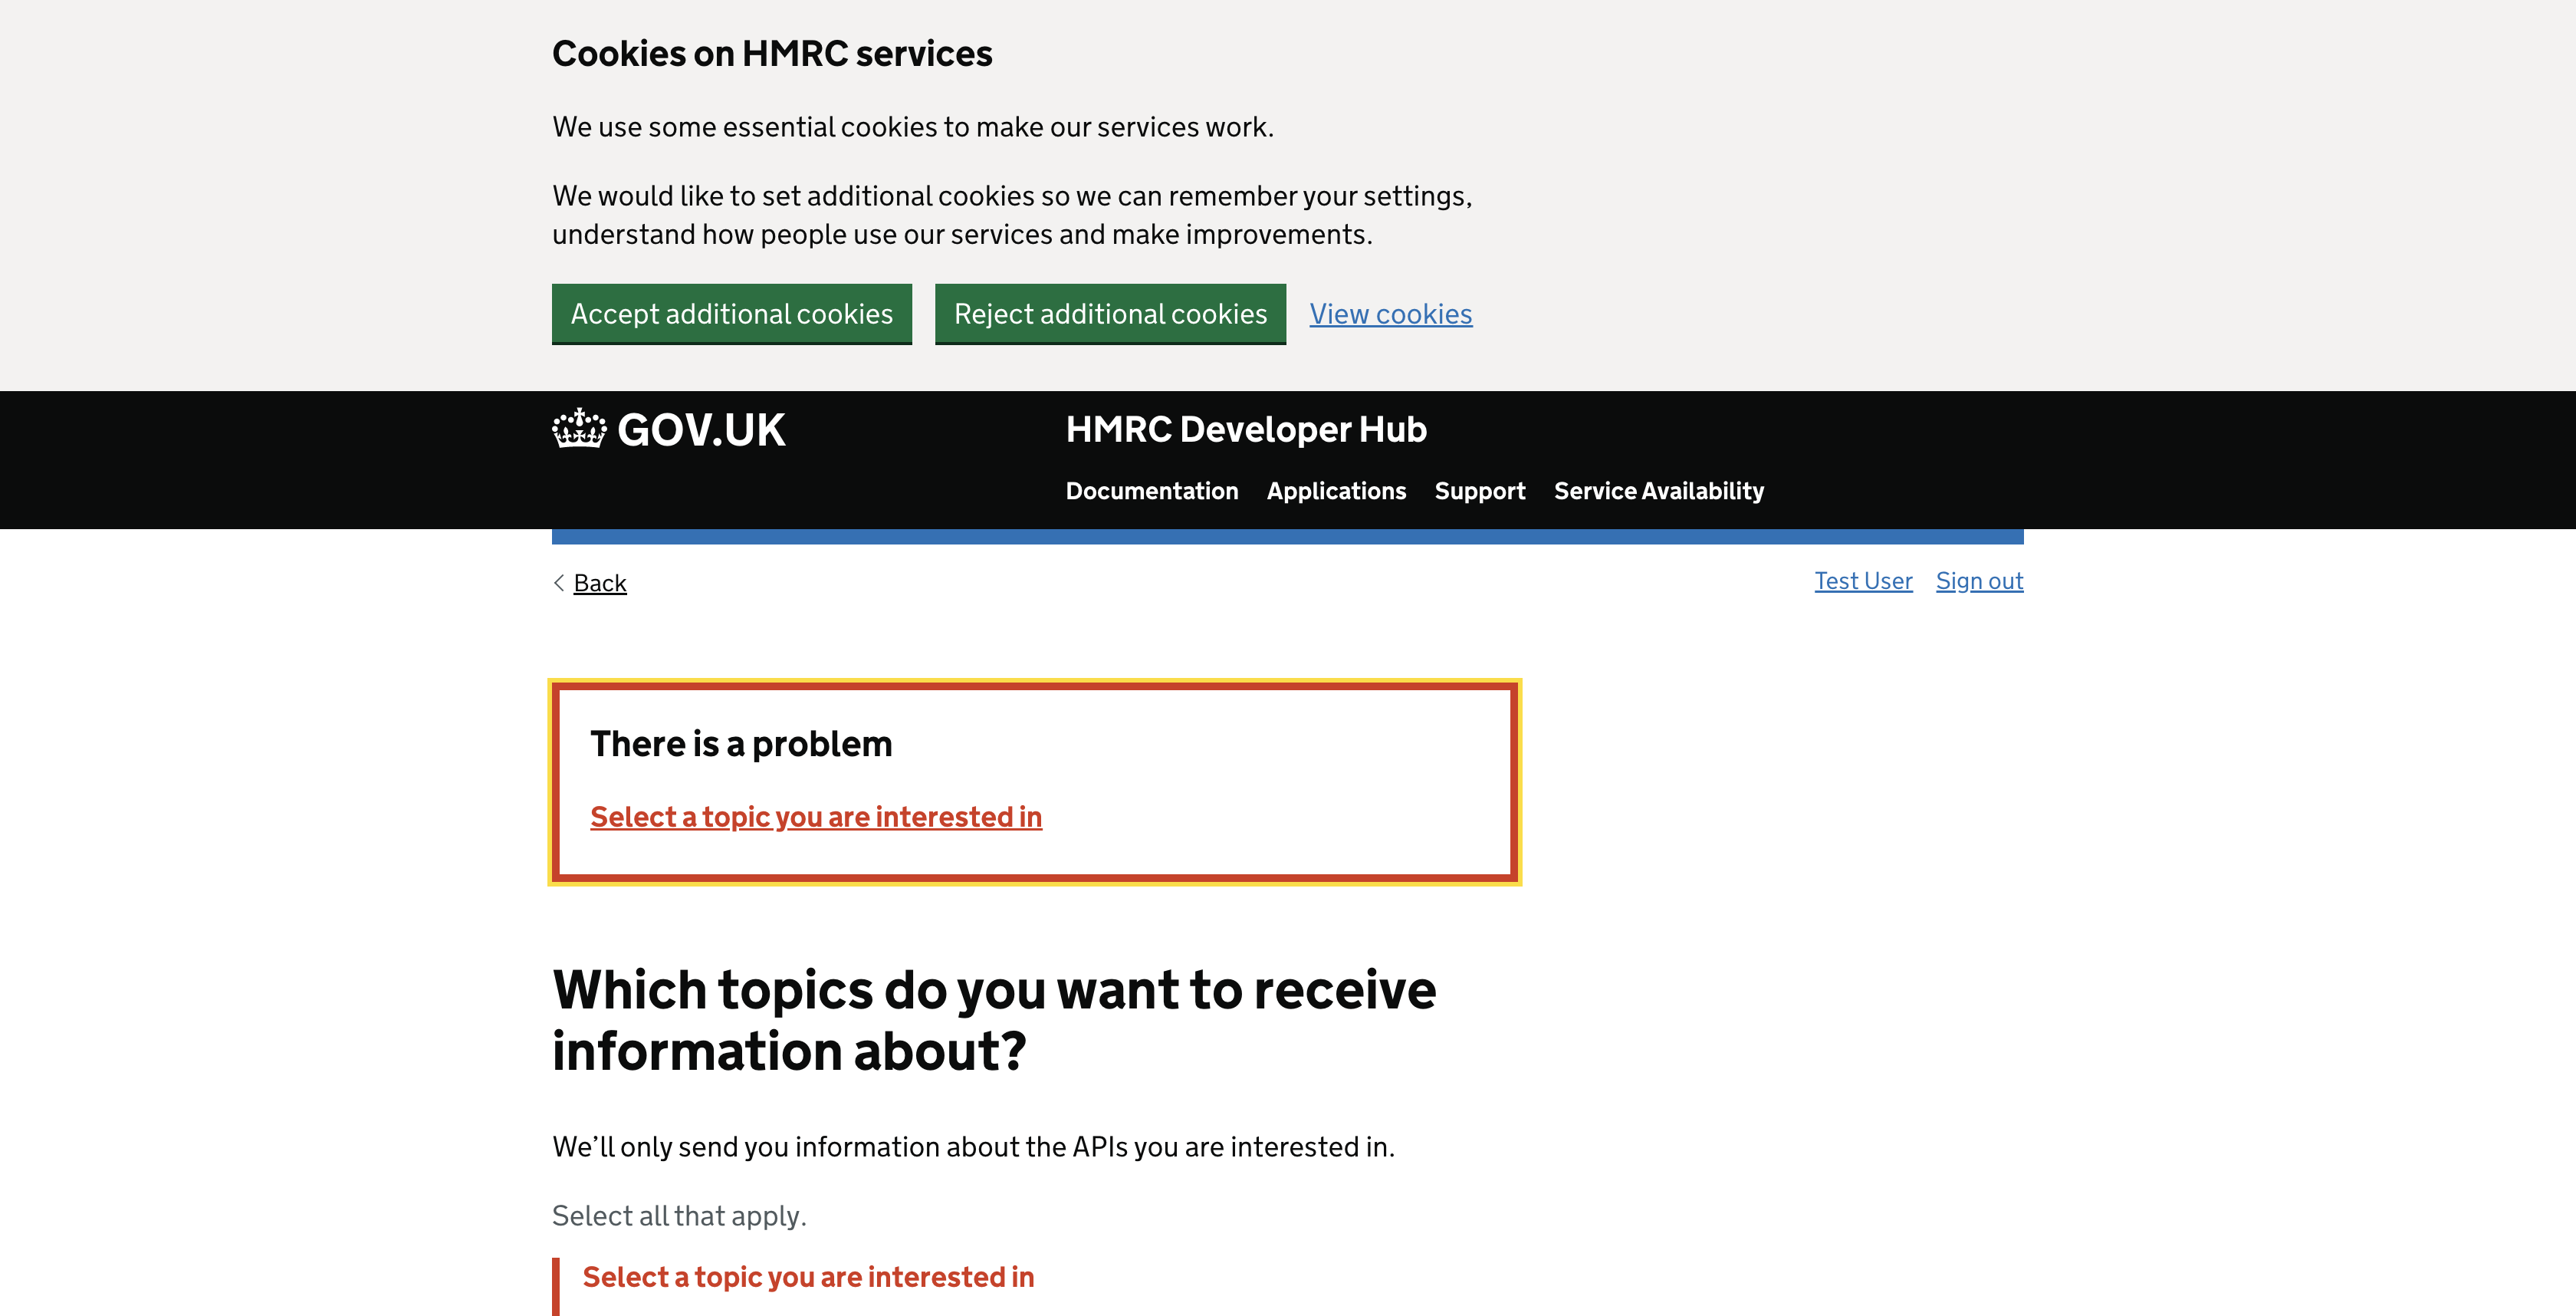 Cookies on HMRC services
We use some essential cookies to make our services work.
We would like to set additional cookies so we can remember your settings,
understand how people use our services and make improvements.
Accept additional cookies
Reject additional cookies
View cookies
GOV.UK
HMRC Developer Hub
Documentation
Applications
Support
Service Availability
Back
Test User
Sign out
There is a problem
Select a topic you are interested in
Which topics do you want to receive
information about?
We’ll only send you information about the APIs you are interested in.
Select all that apply.
Select a topic you are interested in